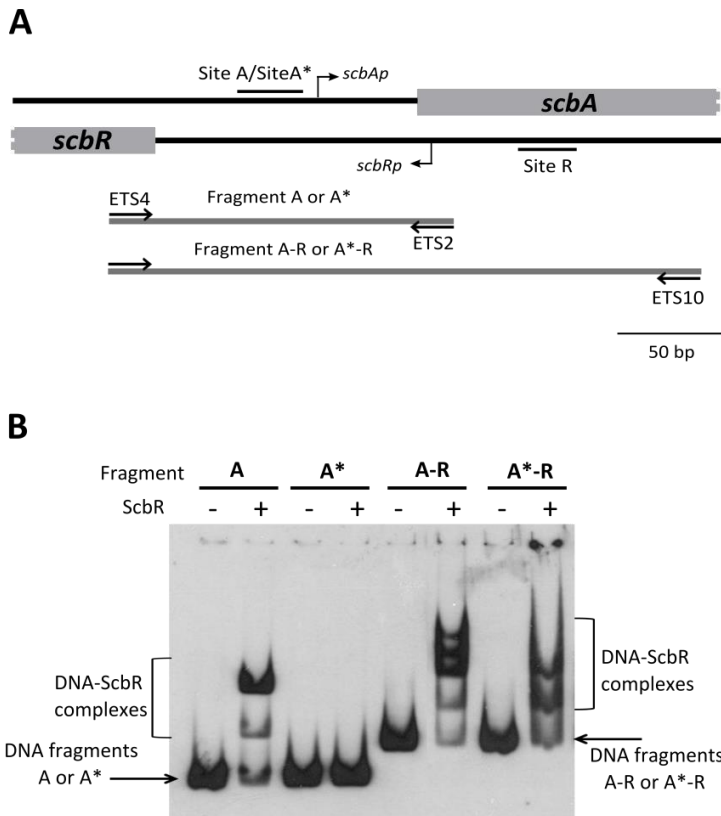 A
Site A/SiteA*
scbAp
scbA
scbR
scbRp
Site R
ETS4
Fragment A or A*
ETS2
Fragment A-R or A*-R
ETS10
50 bp
B
Fragment A A* A-R A*-R
ScbR - + - + - + - +
DNA-ScbR
complexes
DNA-ScbR
complexes
DNA fragments
A or A*
DNA fragments
A-R or A*-R